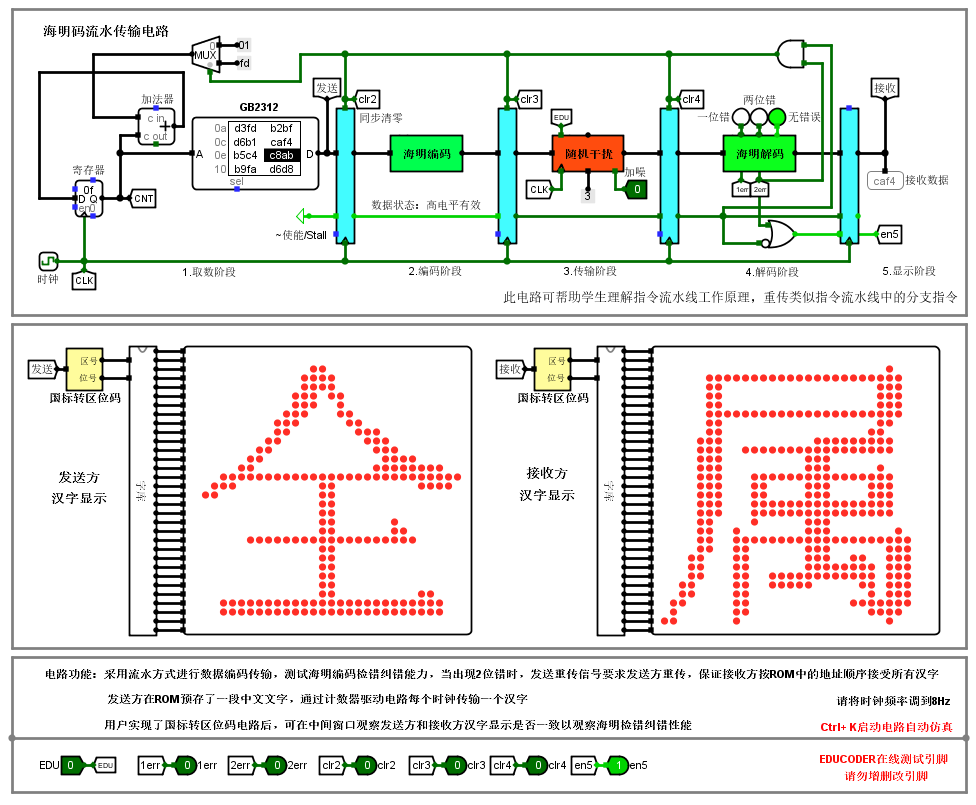 海明码流水传输电路
MUX 0 01
fd
发送
接收
加法器
GB2312
clr2
clr3
clr4
两位错
c in
c out
同步清零
EDU
一位错
无错误
0a d3fd b2bf
0c d6b1 caf4
0e b5c4 c8ab
10 b9fa d6d8
A
D
sel
海明编码
随机干扰
海明解码
寄存器
0f
D Q
en0
CNT
CLK
3
加噪
0
1err
2err
caf4
接收数据
数据状态：高电平有效
~使能/Stall
en5
时钟
CLK
1.取数阶段
2.编码阶段
3.传输阶段
4.解码阶段
5.显示阶段
此电路可帮助学生理解指令流水线工作原理，重传类似指令流水线中的分支指令
发送
区号
位号
国标转区位码
接收
区号
位号
国标转区位码
发送方
汉字显示
字库
全
接收方
汉字显示
字库
属
电路功能：采用流水方式进行数据编码传输，测试海明编码检错纠错能力，当出现2位错时，发送重传信号要求发送方重传，保证接收方按ROM中的地址顺序接受所有汉字
发送方在ROM预存了一段中文文字，通过计数器驱动电路每个时钟传输一个汉字
请将时钟频率调到8Hz
用户实现了国标转区位码电路后，可在中间窗口观察发送方和接收方汉字显示是否一致以观察海明检错纠错性能
Ctrl+ K启动电路自动仿真
EDU 0 EDU
1err 0 1err
2err 0 2err
clr2 0 clr2
clr3 0 clr3
clr4 0 clr4
en5 1 en5
EDUCODER在线测试引脚
请勿增删改引脚